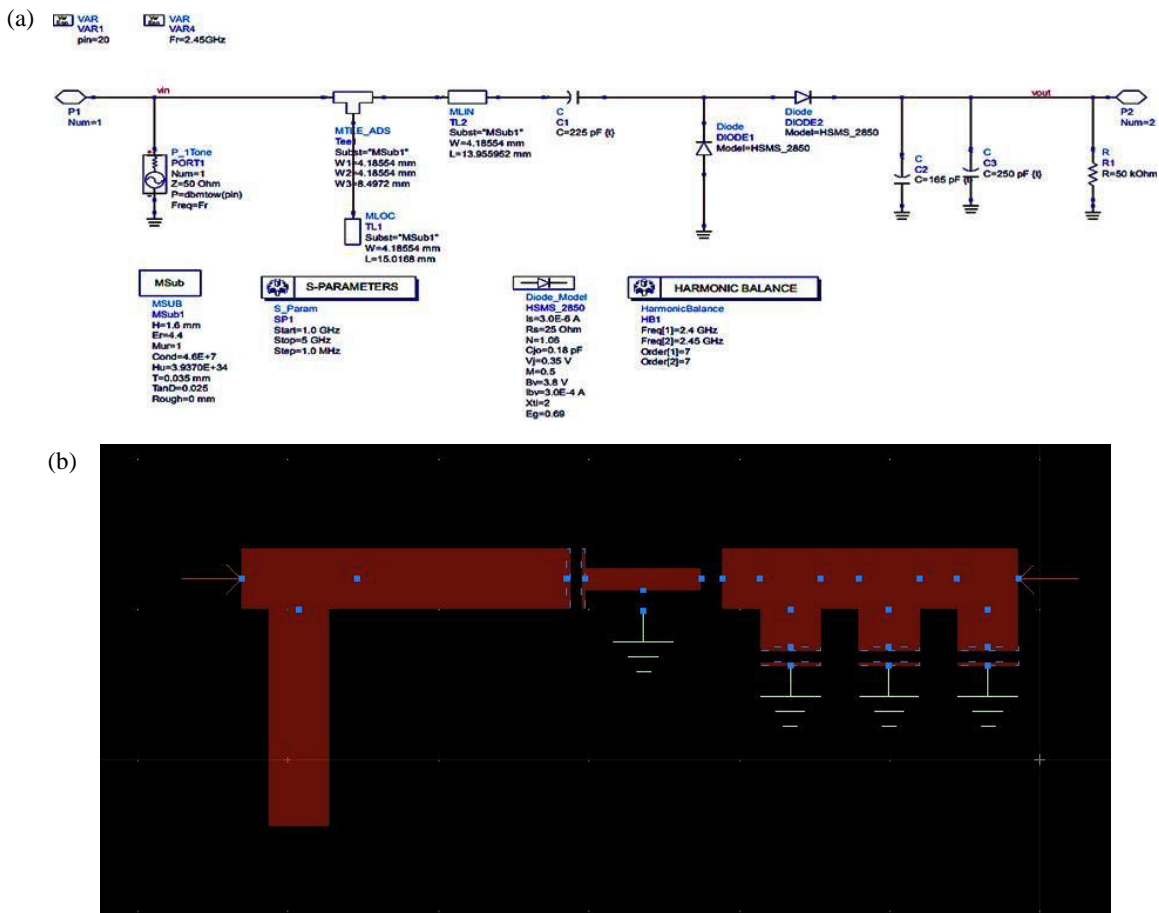 (a)
VAR
VAR1
pin=20
VAR
VAR4
Fr=2.45GHz
vin
P1
Num=1
P_1Tone
PORT1
Num=1
Z=50 Ohm
P=dbmtow(pin)
Freq=Fr
MTEE_ADS
Tee1
Subst="MSub1"
W1=4.18554 mm
W2=4.18554 mm
W3=8.4972 mm
MLOC
TL1
Subst="MSub1"
W=4.18554 mm
L=15.0168 mm
MLIN
TL2
Subst="MSub1"
W=4.18554 mm
L=13.955952 mm
C
C1
C=225 pF {t}
Diode
DIODE1
Model=HSMS_2850
Diode
DIODE2
Model=HSMS_2850
C
C2
C=165 pF {t}
C
C3
C=250 pF {t}
vout
R
R1
R=50 kOhm
P2
Num=2
MSub
MSUB
MSub1
H=1.6 mm
Er=4.4
Mur=1
Cond=4.6E+7
Hu=3.9370E+34
T=0.035 mm
TanD=0.025
Rough=0 mm
S-PARAMETERS
S_Param
SP1
Start=1.0 GHz
Stop=5 GHz
Step=1.0 MHz
Diode_Model
HSMS_2850
Is=3.0E-6 A
Rs=25 Ohm
N=1.06
Cjo=0.18 pF
Vj=0.35 V
M=0.5
Bv=3.8 V
Ibv=3.0E-4 A
Xti=2
Eg=0.69
HARMONIC BALANCE
HarmonicBalance
HB1
Freq[1]=2.4 GHz
Freq[2]=2.45 GHz
Order[1]=7
Order[2]=7
(b)